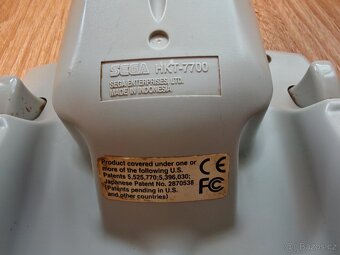 SEGA HKT-7700
SEGA ENTERPRISES, LTD.
MADE IN INDONESIA
Product covered under one or
more of the following U.S.
Patents 5,525,770; 5,396,030;
Japanese Patent No. 2870538
(Patents pending in U.S.
and other countries)
CE
FC